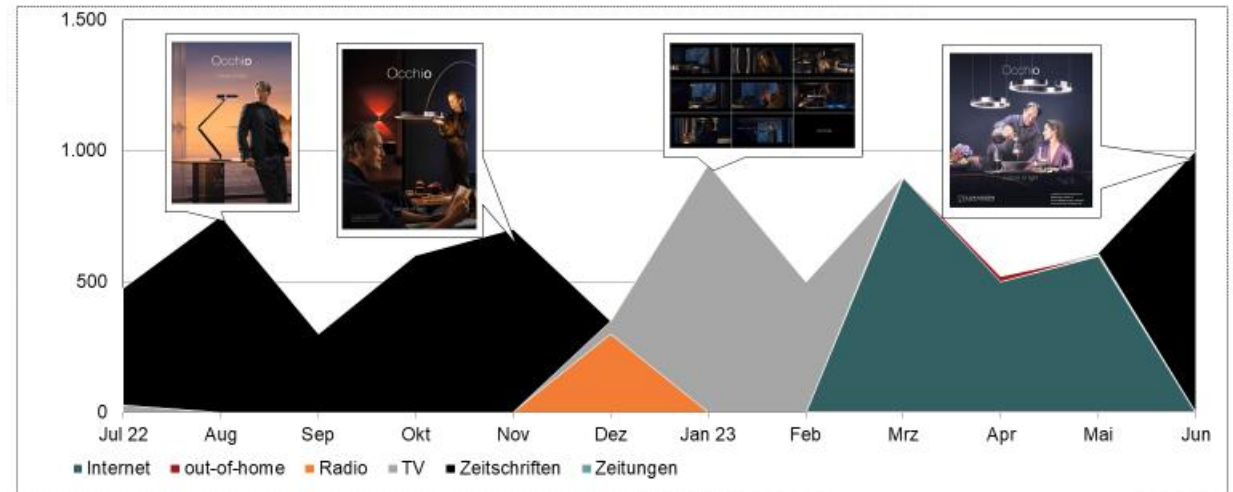 1.500
Occhio
Occhio
Occhio
1.000
500
0
Jul 22 Aug Sep Okt Nov Dez Jan 23 Feb Mrz Apr Mai Jun
Internet out-of-home Radio TV Zeitschriften Zeitungen